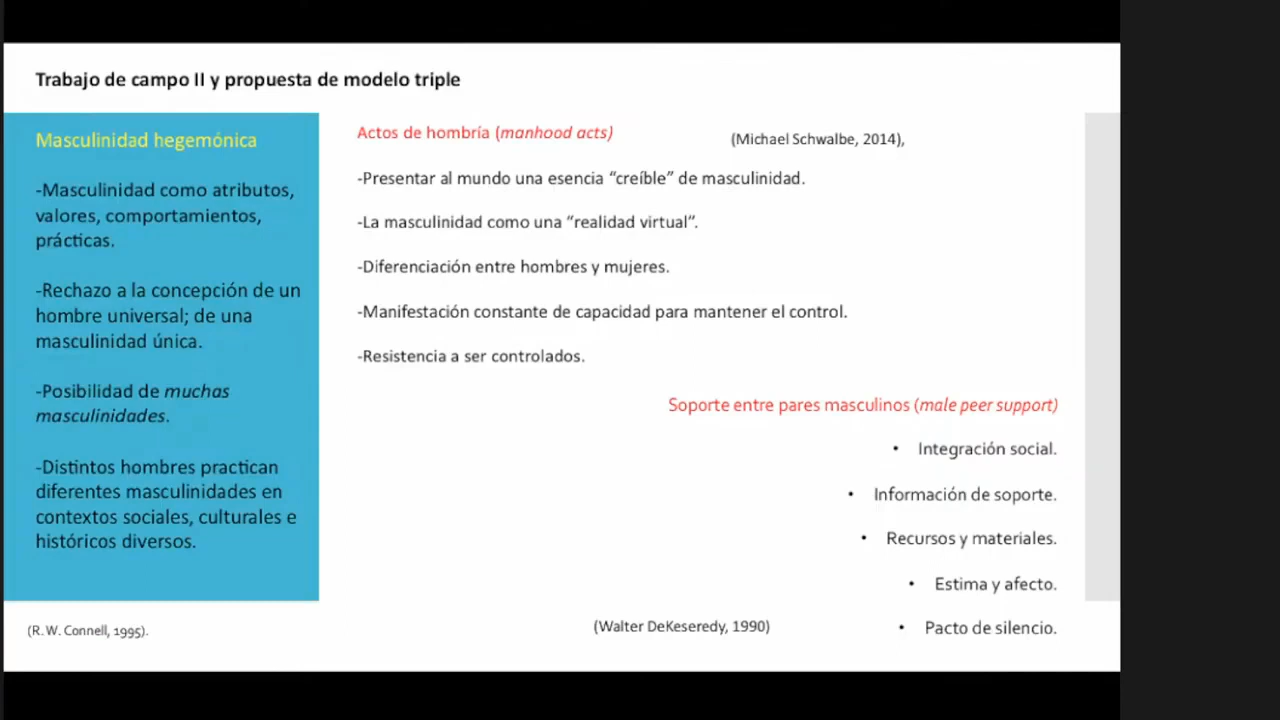 Trabajo de campo II y propuesta de modelo triple
Masculinidad hegemónica
-Masculinidad como atributos,
valores, comportamientos,
prácticas.
-Rechazo a la concepción de un
hombre universal; de una
masculinidad única.
-Posibilidad de muchas
masculinidades.
-Distintos hombres practican
diferentes masculinidades en
contextos sociales, culturales e
históricos diversos.
(R. W. Connell, 1995).
Actos de hombría (manhood acts)
(Michael Schwalbe, 2014),
-Presentar al mundo una esencia “creíble” de masculinidad.
-La masculinidad como una “realidad virtual”.
-Diferenciación entre hombres y mujeres.
-Manifestación constante de capacidad para mantener el control.
-Resistencia a ser controlados.
Soporte entre pares masculinos (male peer support)
• Integración social.
• Información de soporte.
• Recursos y materiales.
• Estima y afecto.
• Pacto de silencio.
(Walter DeKeseredy, 1990)